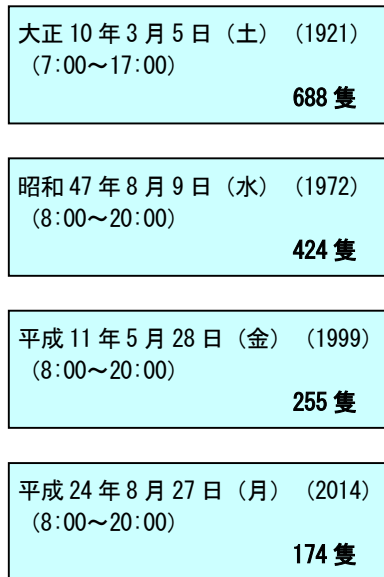 大正 10 年 3 月 5 日（土）（1921）
（7:00～17:00）
688 隻
昭和 47 年 8 月 9 日（水）（1972）
（8:00～20:00）
424 隻
平成 11 年 5 月 28 日（金）（1999）
（8:00～20:00）
255 隻
平成 24 年 8 月 27 日（月）（2014）
（8:00～20:00）
174 隻